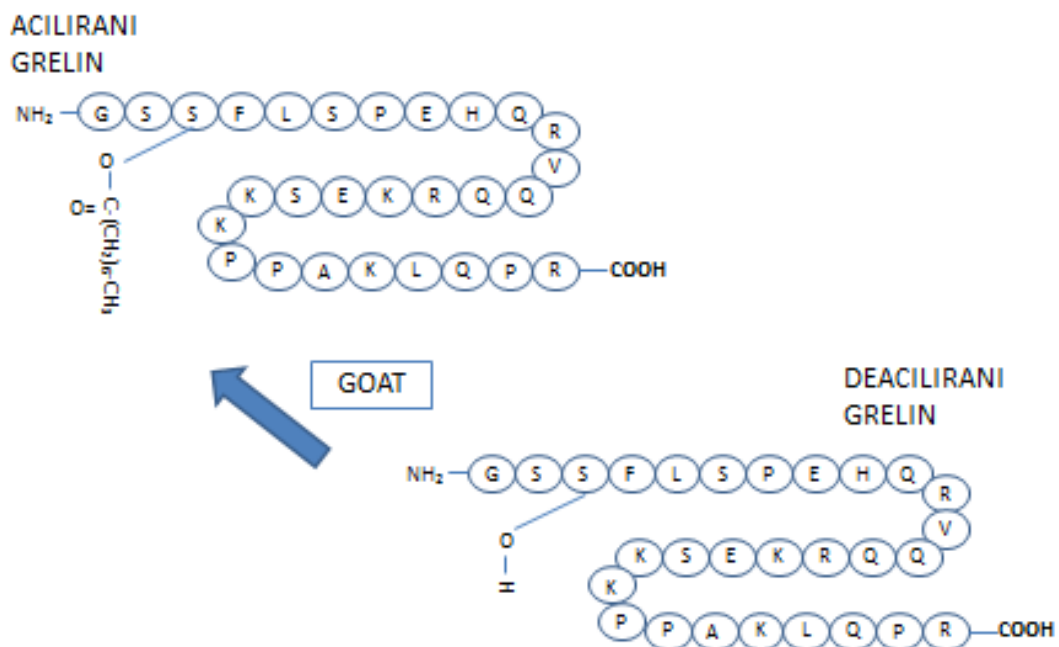 ACILIRANI
GRELIN
NH₂ G S S F L S P E H Q
R
V
K S E K R Q Q
K
P P A K L Q P R COOH
O
O= C-(CH₂)₆-CH₃
GOAT
DEACILIRANI
GRELIN
NH₂ G S S F L S P E H Q
R
V
K S E K R Q Q
K
P P A K L Q P R COOH
O
H